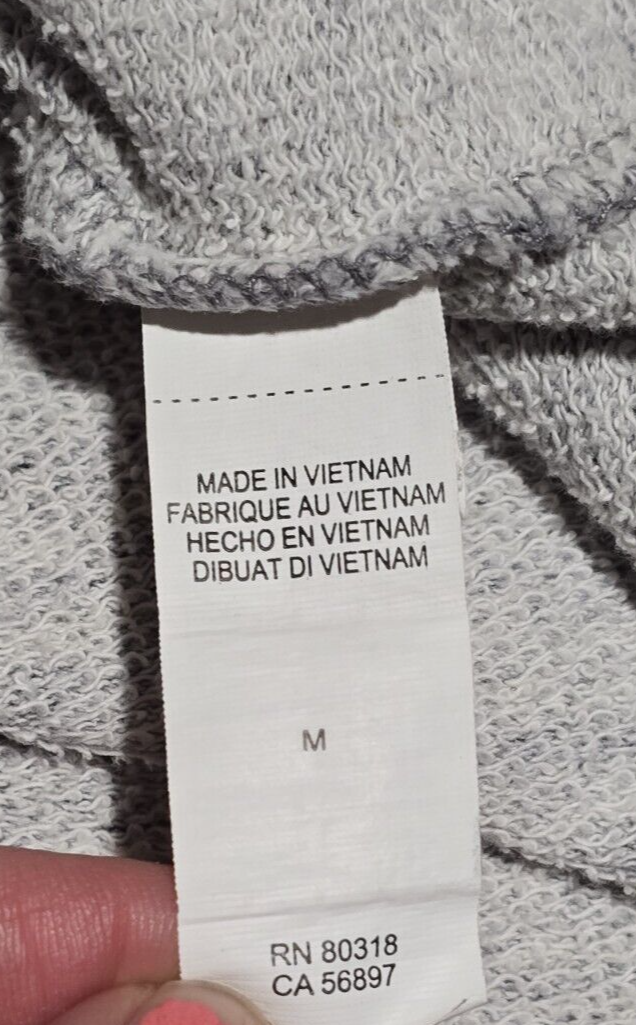 MADE IN VIETNAM
FABRIQUE AU VIETNAM
HECHO EN VIETNAM
DIBUAT DI VIETNAM
M
RN 80318
CA 56897